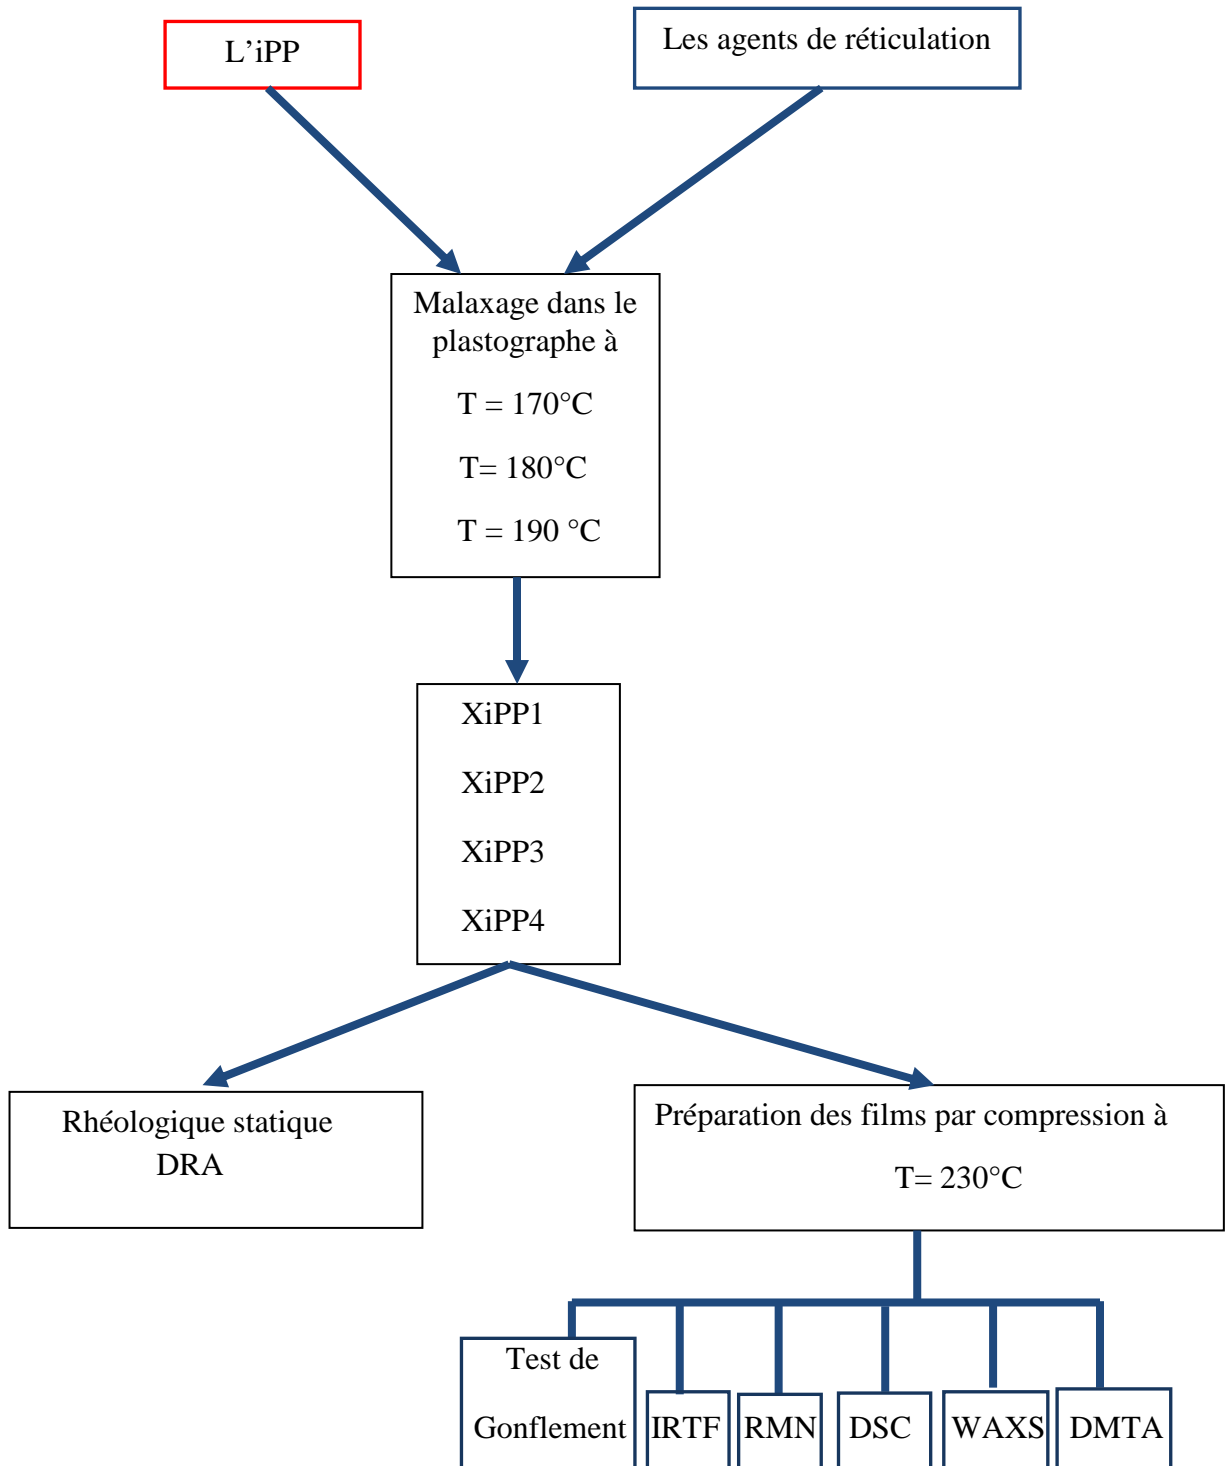 L’iPP
Les agents de réticulation
Malaxage dans le
plastographe à
T = 170°C
T= 180°C
T = 190 °C
XiPP1
XiPP2
XiPP3
XiPP4
Rhéologique statique
DRA
Préparation des films par compression à
T= 230°C
Test de
Gonflement
IRTF
RMN
DSC
WAXS
DMTA